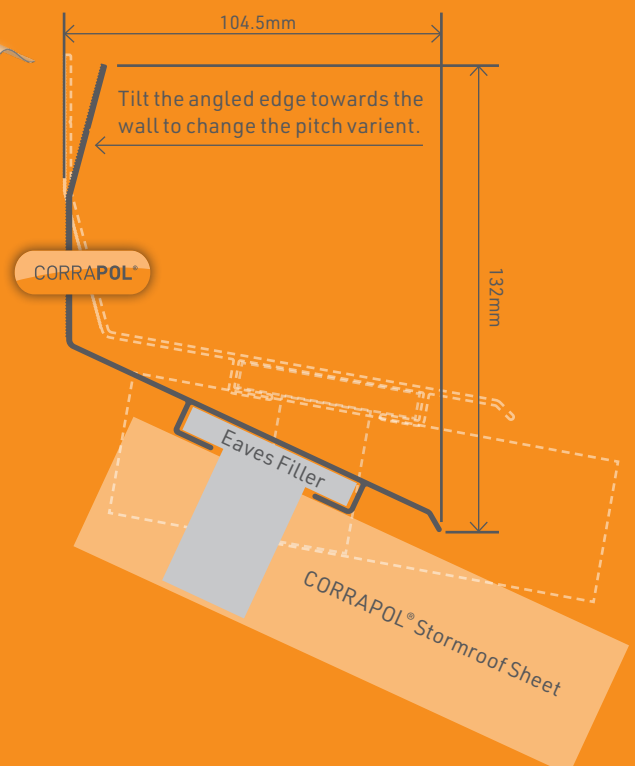 104.5mm
Tilt the angled edge towards the
wall to change the pitch varient.
CORRAPOL®
132mm
Eaves Filler
CORRAPOL® Stormroof Sheet